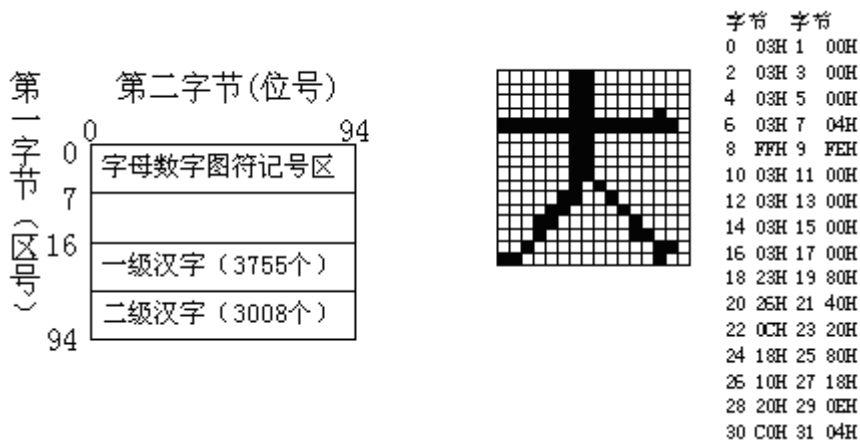 第一字节（区号）
第二字节(位号)
0 94
0
字母数字图符记号区
7
16
一级汉字（3755个）
二级汉字（3008个）
94
字节 字节
0 03H 1 00H
2 03H 3 00H
4 03H 5 00H
6 03H 7 04H
8 FFH 9 FEH
10 03H 11 00H
12 03H 13 00H
14 03H 15 00H
16 03H 17 00H
18 23H 19 80H
20 26H 21 40H
22 0CH 23 20H
24 18H 25 80H
26 10H 27 18H
28 20H 29 0EH
30 C0H 31 04H